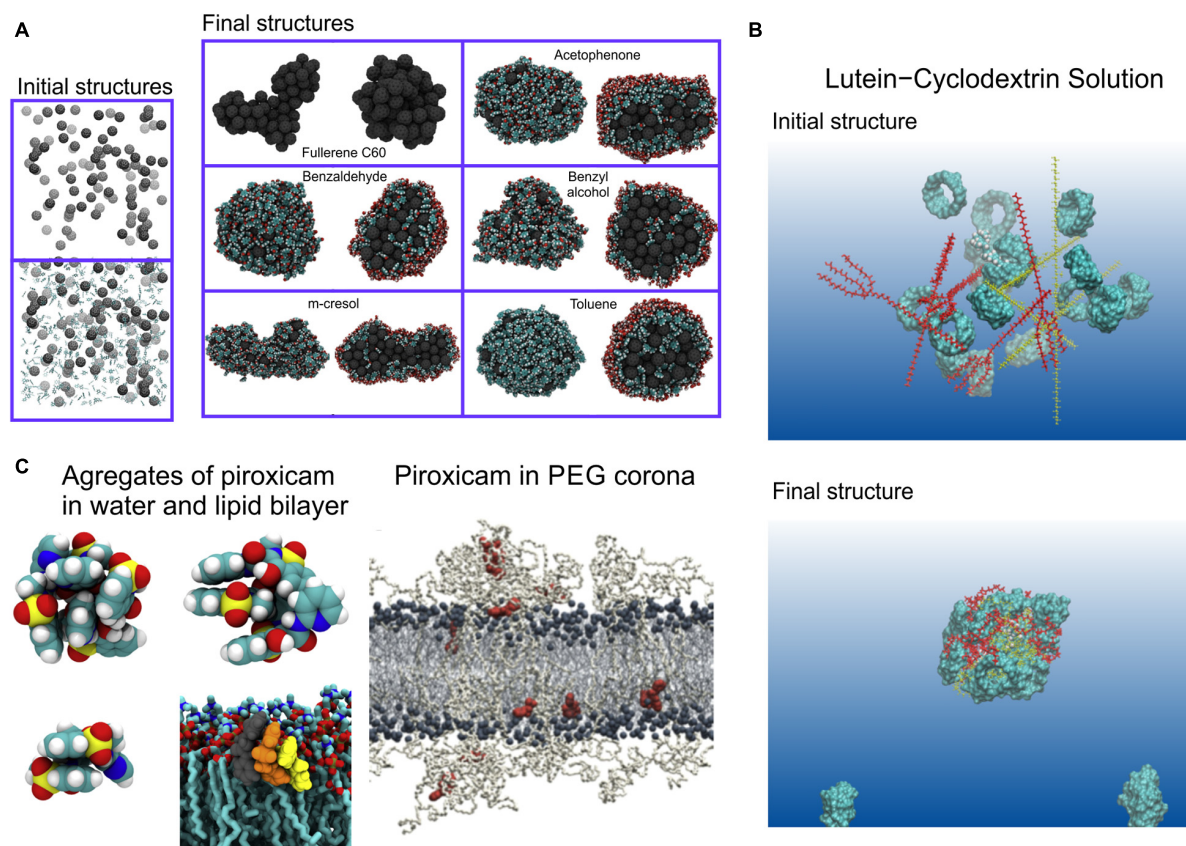 A
Final structures
Initial structures
Fullerene C60
Acetophenone
Benzaldehyde
Benzyl
alcohol
m-cresol
Toluene
B
Lutein−Cyclodextrin Solution
Initial structure
Final structure
C
Agregates of piroxicam
in water and lipid bilayer
Piroxicam in PEG corona